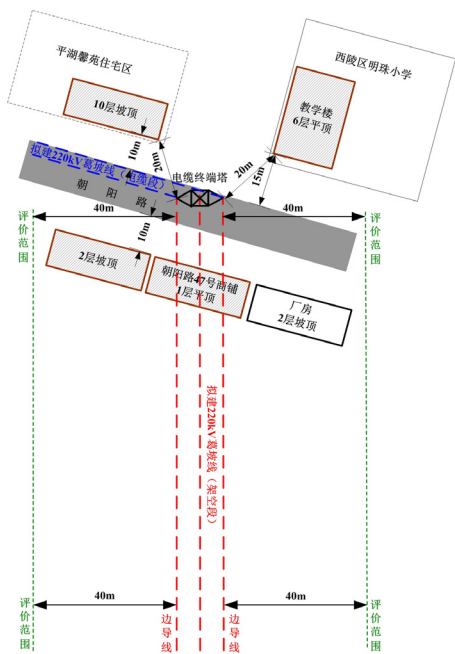 平湖馨苑住宅区
10层坡顶
西陵区明珠小学
教学楼
6层平顶
10m
20m
拟建220kV葛坡线（电缆段）
电缆终端塔
20m
15m
朝阳路
40m
40m
10m
评价范围
评价范围
2层坡顶
朝阳路47号商铺
1层平顶
厂房
2层坡顶
拟建220kV葛坡线（架空段）
40m
40m
评价范围
边导线
边导线
评价范围